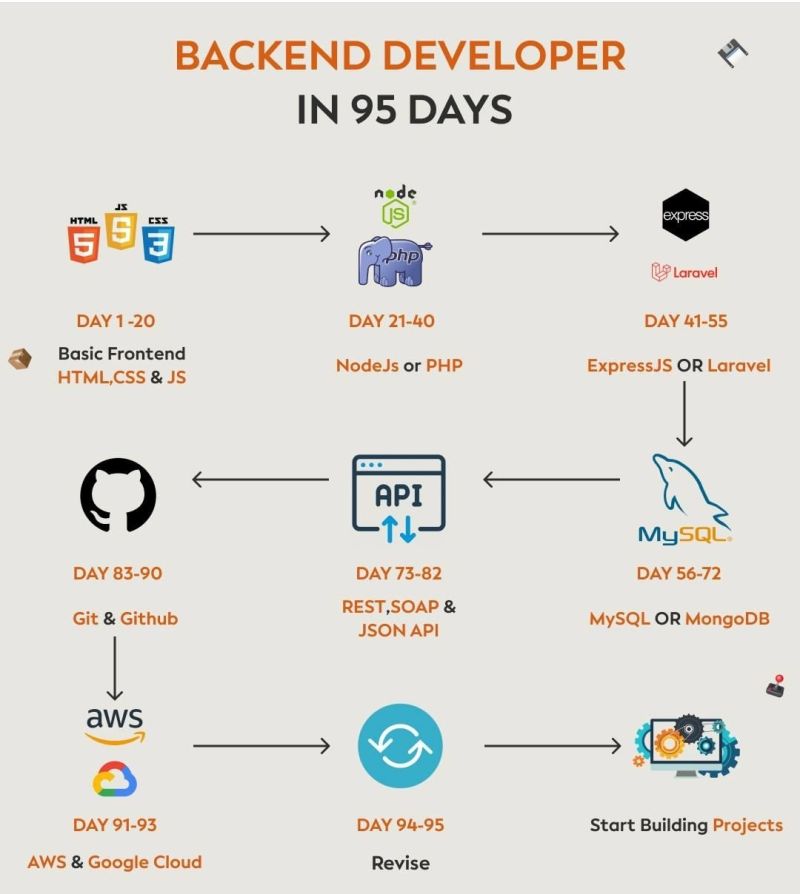 BACKEND DEVELOPER
IN 95 DAYS
HTML
JS
CSS
5
5
3
node
JS
php
express
Laravel
DAY 1 -20
DAY 21-40
DAY 41-55
Basic Frontend
HTML,CSS & JS
NodeJs or PHP
ExpressJS OR Laravel
API
MySQL®
DAY 83-90
DAY 73-82
DAY 56-72
Git & Github
REST,SOAP &
JSON API
MySQL OR MongoDB
aws
DAY 91-93
DAY 94-95
Start Building Projects
AWS & Google Cloud
Revise